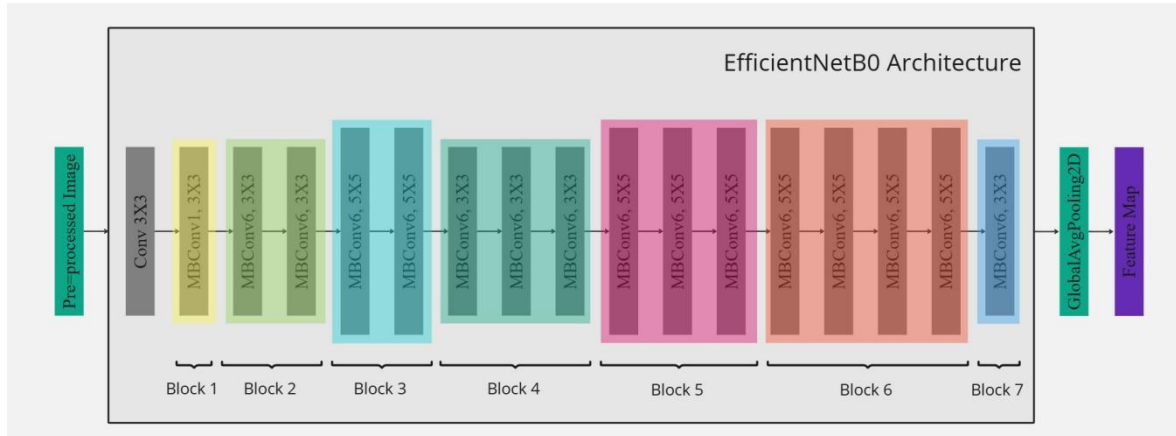 EfficientNetB0 Architecture
Pre=processed Image
Conv 3X3
MBConv1, 3X3
MBConv6, 3X3
MBConv6, 3X3
MBConv6, 5X5
MBConv6, 5X5
MBConv6, 3X3
MBConv6, 3X3
MBConv6, 3X3
MBConv6, 5X5
MBConv6, 5X5
MBConv6, 5X5
MBConv6, 5X5
MBConv6, 5X5
MBConv6, 5X5
MBConv6, 5X5
MBConv6, 3X3
GlobalAvgPooling2D
Feature Map
Block 1
Block 2
Block 3
Block 4
Block 5
Block 6
Block 7